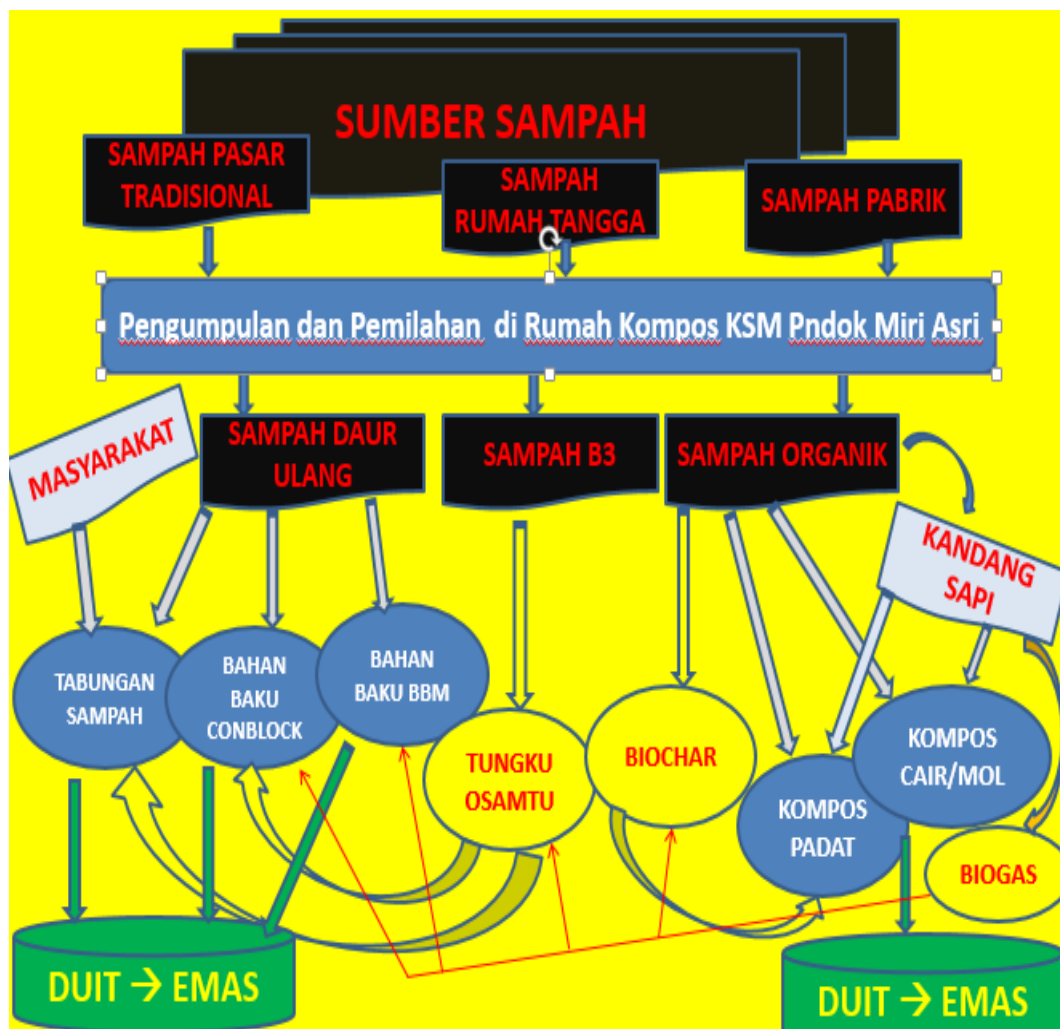 SUMBER SAMPAH
SAMPAH PASAR
TRADISIONAL
SAMPAH
RUMAH TANGGA
SAMPAH PABRIK
Pengumpulan dan Pemilahan di Rumah Kompos KSM Pndok Miri Asri
MASYARAKAT
SAMPAH DAUR
ULANG
SAMPAH B3
SAMPAH ORGANIK
KANDANG
SAPI
TABUNGAN
SAMPAH
BAHAN
BAKU
CONBLOCK
BAHAN
BAKU BBM
TUNGKU
OSAMTU
BIOCHAR
KOMPOS
PADAT
KOMPOS
CAIR/MOL
BIOGAS
DUIT → EMAS
DUIT → EMAS